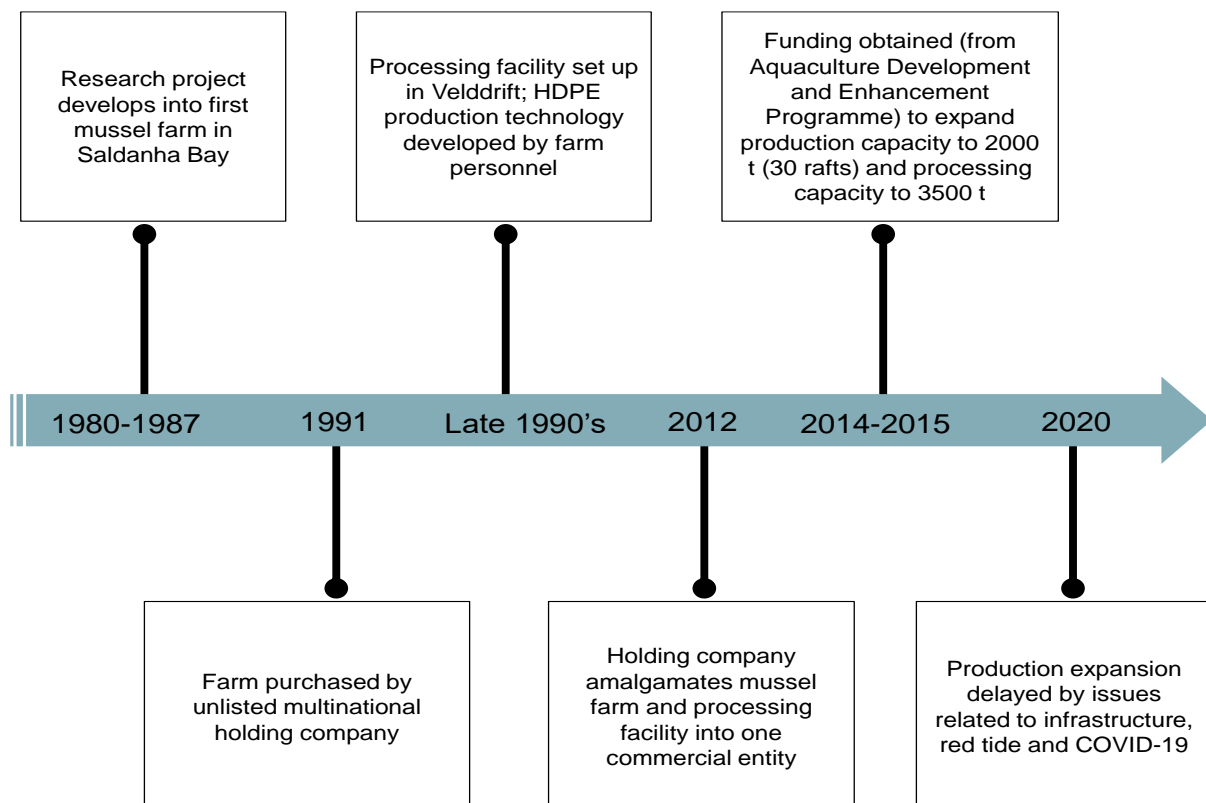 Research project
develops into first
mussel farm in
Saldanha Bay
Processing facility set up
in Velddrift; HDPE
production technology
developed by farm
personnel
Funding obtained (from
Aquaculture Development
and Enhancement
Programme) to expand
production capacity to 2000
t (30 rafts) and processing
capacity to 3500 t
1980-1987
1991
Late 1990's
2012
2014-2015
2020
Farm purchased by
unlisted multinational
holding company
Holding company
amalgamates mussel
farm and processing
facility into one
commercial entity
Production expansion
delayed by issues
related to infrastructure,
red tide and COVID-19